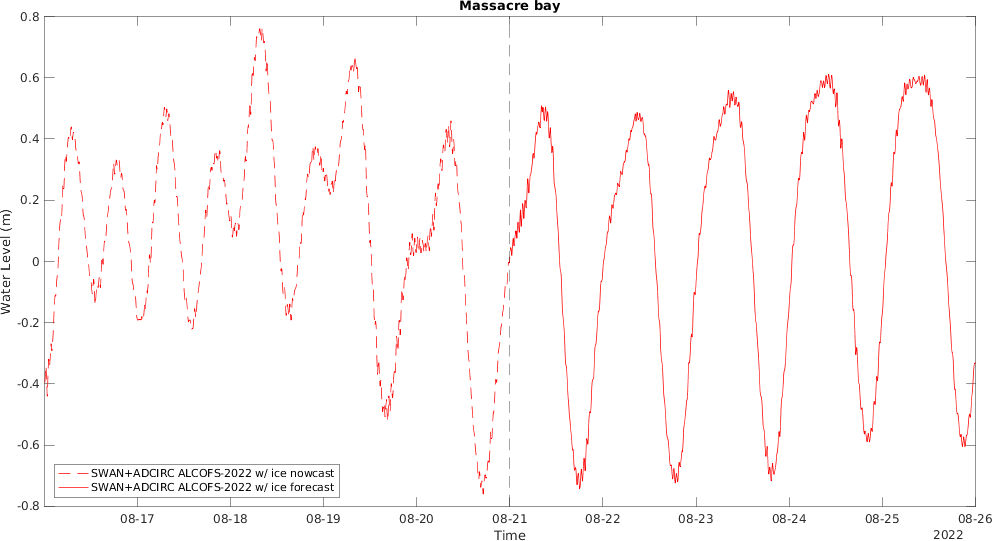 Massacre bay
0.8
0.6
0.4
0.2
0
-0.2
-0.4
-0.6
-0.8
Water Level (m)
SWAN+ADCIRC ALCOFS-2022 w/ ice nowcast
SWAN+ADCIRC ALCOFS-2022 w/ ice forecast
08-17 08-18 08-19 08-20 08-21 08-22 08-23 08-24 08-25 08-26
Time
2022